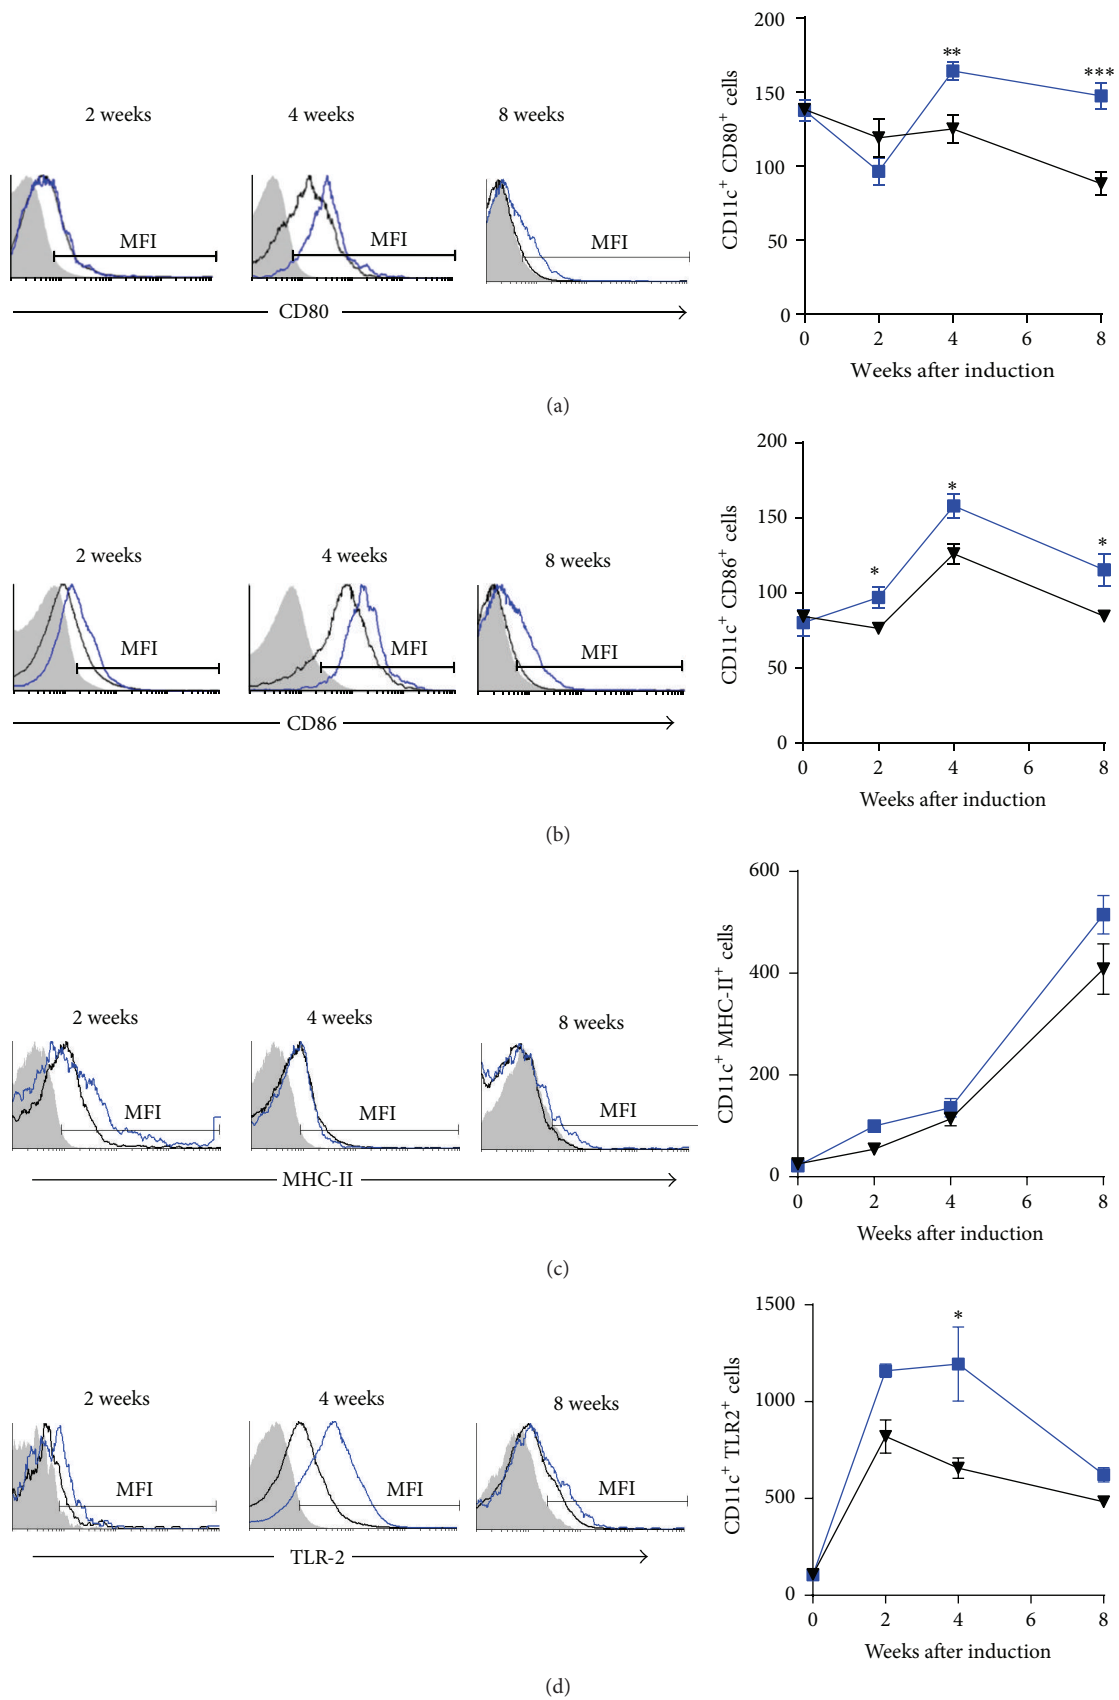 2 weeks
4 weeks
8 weeks
MFI
MFI
MFI
CD80
CD11c⁺ CD80⁺ cells
200
150
100
50
0
**
***
0 2 4 6 8
Weeks after induction
(a)
2 weeks
4 weeks
8 weeks
MFI
MFI
MFI
CD86
CD11c⁺ CD86⁺ cells
200
150
100
50
0
*
*
*
0 2 4 6 8
Weeks after induction
(b)
2 weeks
4 weeks
8 weeks
MFI
MFI
MFI
MHC-II
CD11c⁺ MHC-II⁺ cells
600
400
200
0
0 2 4 6 8
Weeks after induction
(c)
2 weeks
4 weeks
8 weeks
MFI
MFI
MFI
TLR-2
CD11c⁺ TLR2⁺ cells
1500
1000
500
0
*
0 2 4 6 8
Weeks after induction
(d)